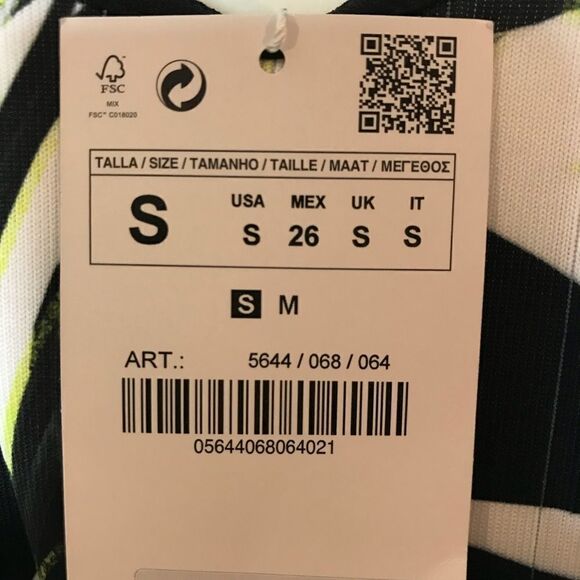 FSC
MIX
FSC™ C018020
TALLA / SIZE / TAMANHO / TAILLE / MAAT / ΜΕΓΕΘΟΣ
S
USA MEX UK IT
S 26 S S
S M
ART.: 5644 / 068 / 064
05644068064021